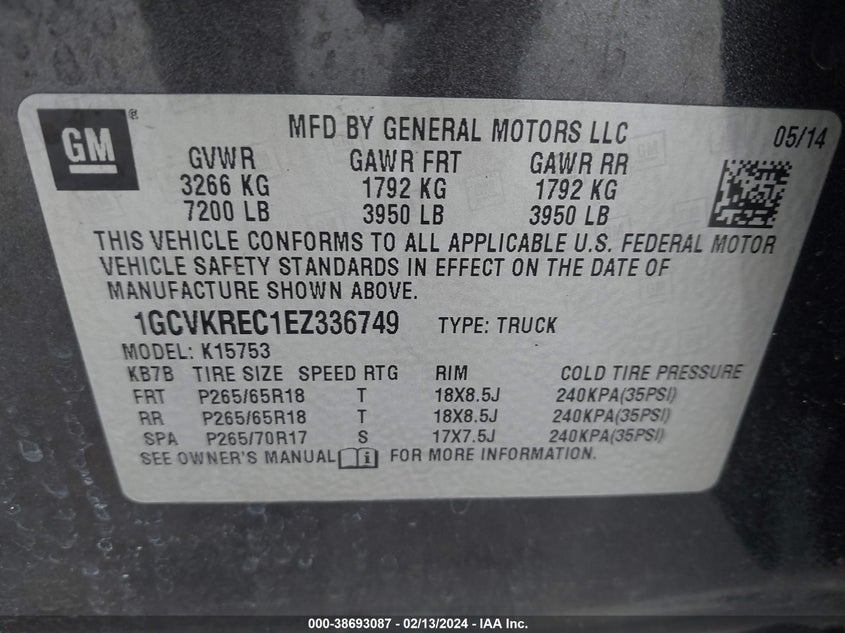 GM ®
MFD BY GENERAL MOTORS LLC 05/14
GVWR GAWR FRT GAWR RR
3266 KG 1792 KG 1792 KG
7200 LB 3950 LB 3950 LB
THIS VEHICLE CONFORMS TO ALL APPLICABLE U.S. FEDERAL MOTOR
VEHICLE SAFETY STANDARDS IN EFFECT ON THE DATE OF
MANUFACTURE SHOWN ABOVE.
1GCVKREC1EZ336749 TYPE: TRUCK
MODEL: K15753
KB7B TIRE SIZE SPEED RTG RIM COLD TIRE PRESSURE
FRT P265/65R18 T 18X8.5J 240KPA(35PSI)
RR P265/65R18 T 18X8.5J 240KPA(35PSI)
SPA P265/70R17 S 17X7.5J 240KPA(35PSI)
SEE OWNER'S MANUAL i FOR MORE INFORMATION.
000-38693087 - 02/13/2024 - IAA Inc.